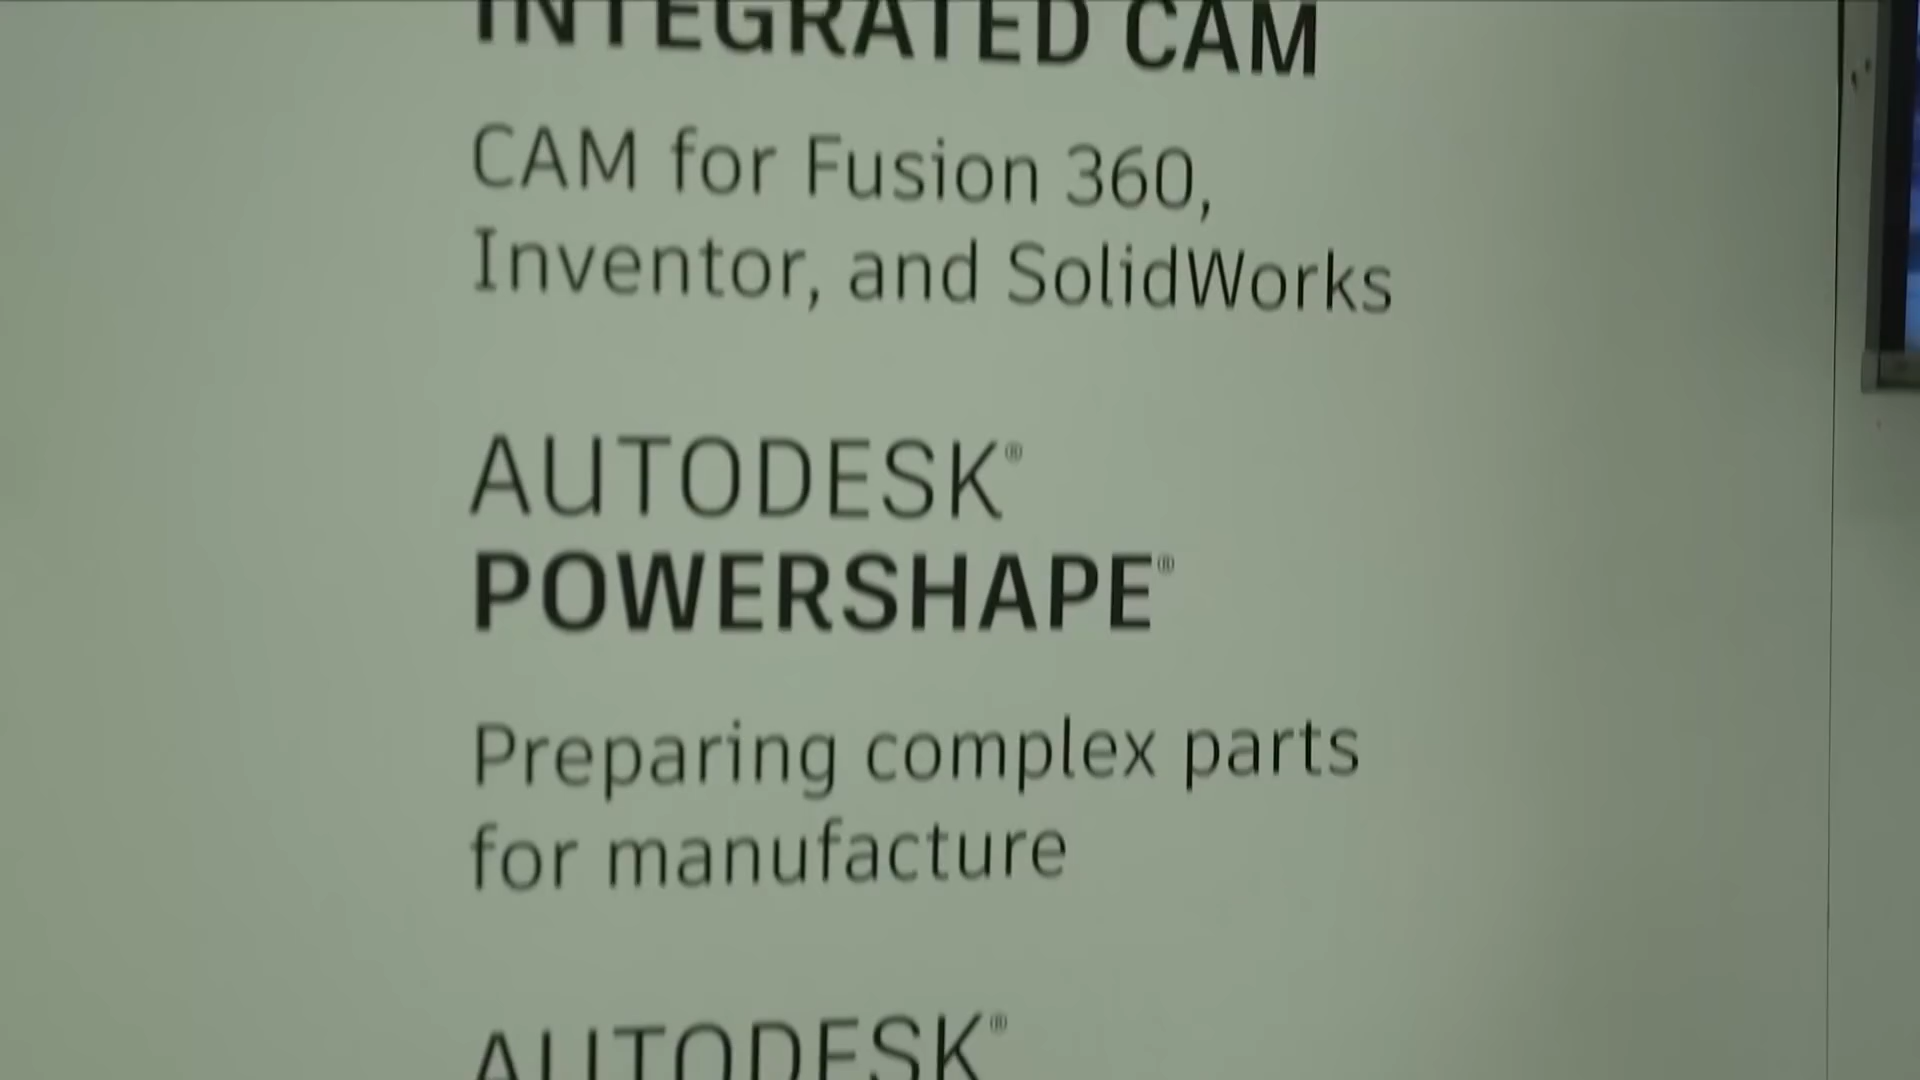 INTEGRATED CAM
CAM for Fusion 360,
Inventor, and SolidWorks
AUTODESK®
POWERSHAPE®
Preparing complex parts
for manufacture
AUTODESK®